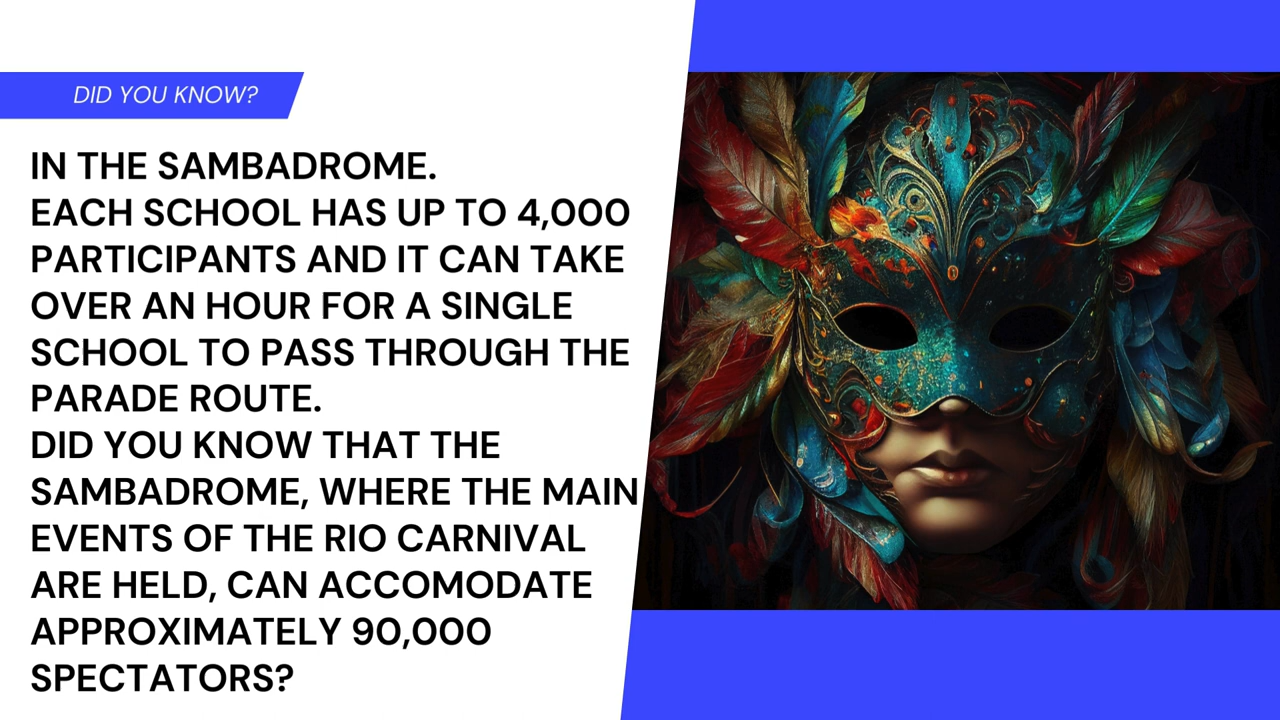 DID YOU KNOW?
IN THE SAMBADROME.
EACH SCHOOL HAS UP TO 4,000
PARTICIPANTS AND IT CAN TAKE
OVER AN HOUR FOR A SINGLE
SCHOOL TO PASS THROUGH THE
PARADE ROUTE.
DID YOU KNOW THAT THE
SAMBADROME, WHERE THE MAIN
EVENTS OF THE RIO CARNIVAL
ARE HELD, CAN ACCOMODATE
APPROXIMATELY 90,000
SPECTATORS?